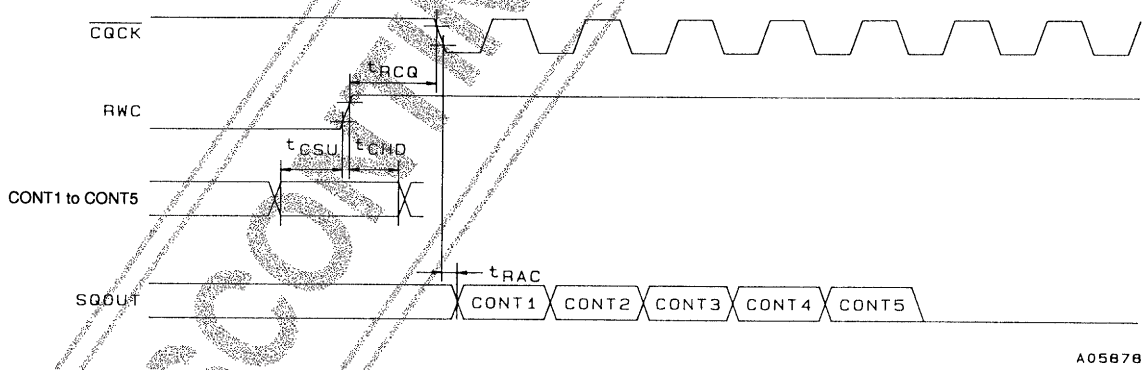 CQCK
tRCQ
RWC
tCSU tCHD
CONT1 to CONT5
tRAC
SQOUT CONT1 CONT2 CONT3 CONT4 CONT5
A05878